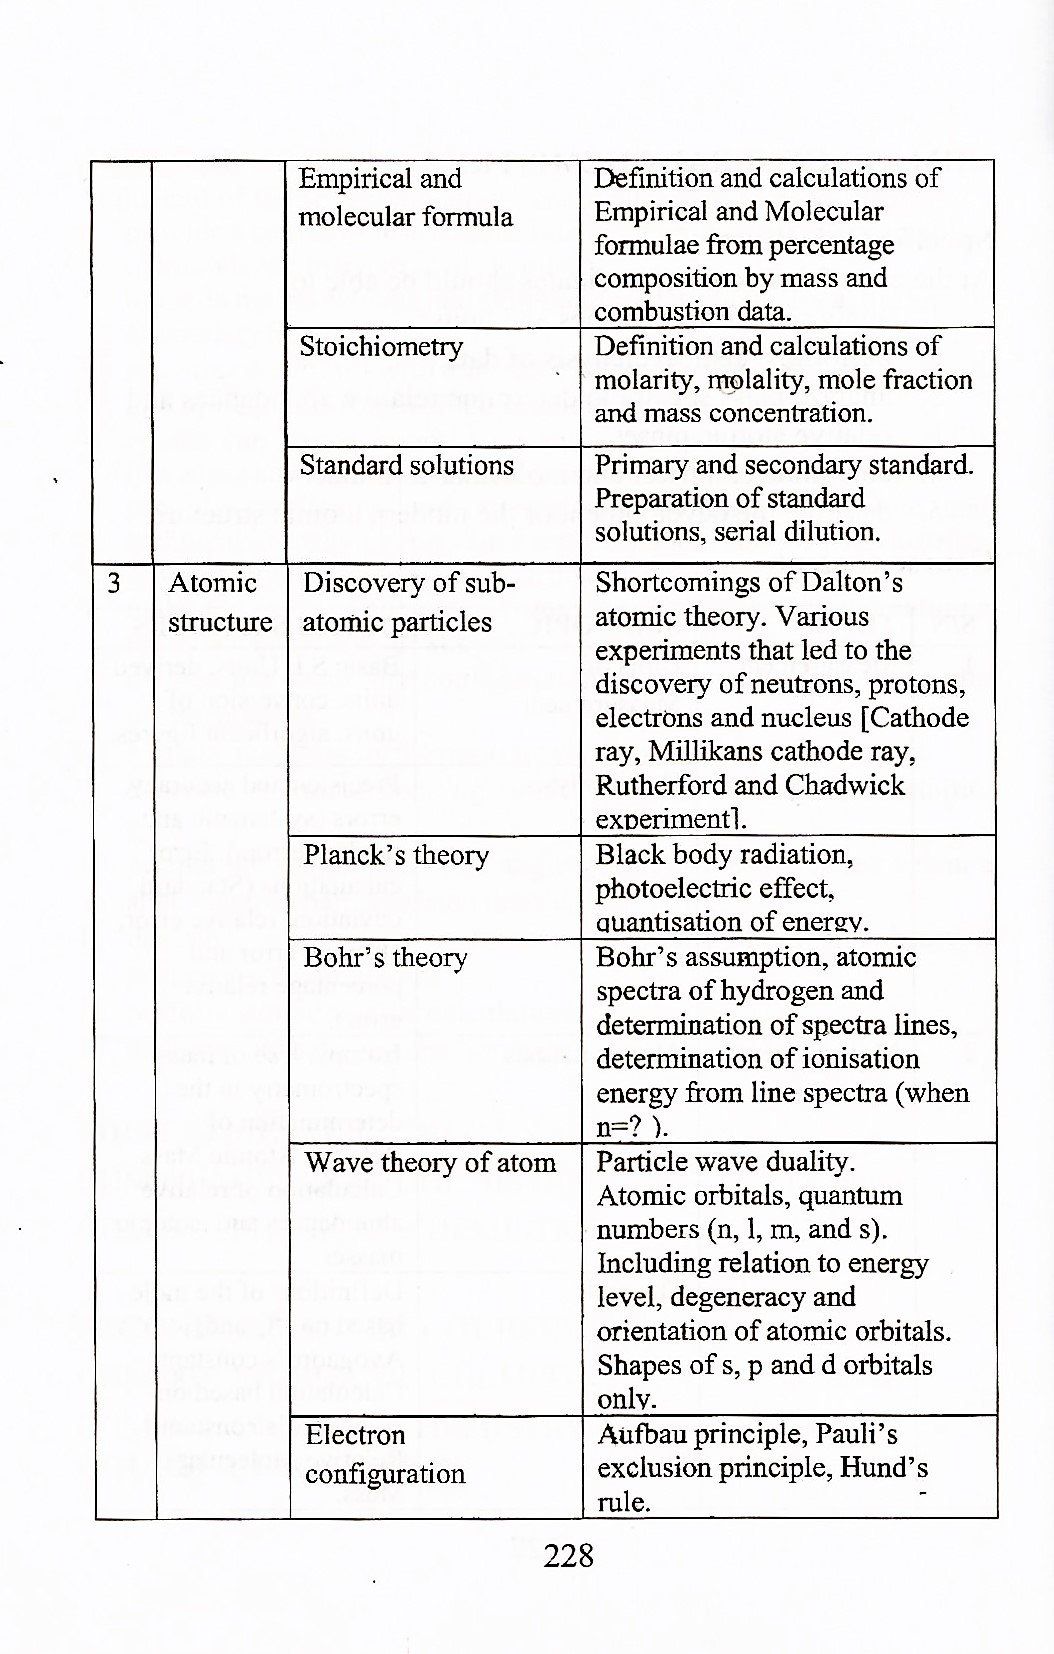 Empirical and
molecular formula
Definition and calculations of
Empirical and Molecular
formulae from percentage
composition by mass and
combustion data.
Stoichiometry
Definition and calculations of
molarity, molality, mole fraction
and mass concentration.
Standard solutions
Primary and secondary standard.
Preparation of standard
solutions, serial dilution.
3
Atomic
structure
Discovery of sub-
atomic particles
Shortcomings of Dalton's
atomic theory. Various
experiments that led to the
discovery of neutrons, protons,
electrons and nucleus [Cathode
ray, Millikans cathode ray,
Rutherford and Chadwick
experiment].
Planck's theory
Black body radiation,
photoelectric effect,
quantisation of energy.
Bohr's theory
Bohr's assumption, atomic
spectra of hydrogen and
determination of spectra lines,
determination of ionisation
energy from line spectra (when
n=? ).
Wave theory of atom
Particle wave duality.
Atomic orbitals, quantum
numbers (n, l, m, and s).
Including relation to energy
level, degeneracy and
orientation of atomic orbitals.
Shapes of s, p and d orbitals
only.
Electron
configuration
Aufbau principle, Pauli's
exclusion principle, Hund's
rule.
228